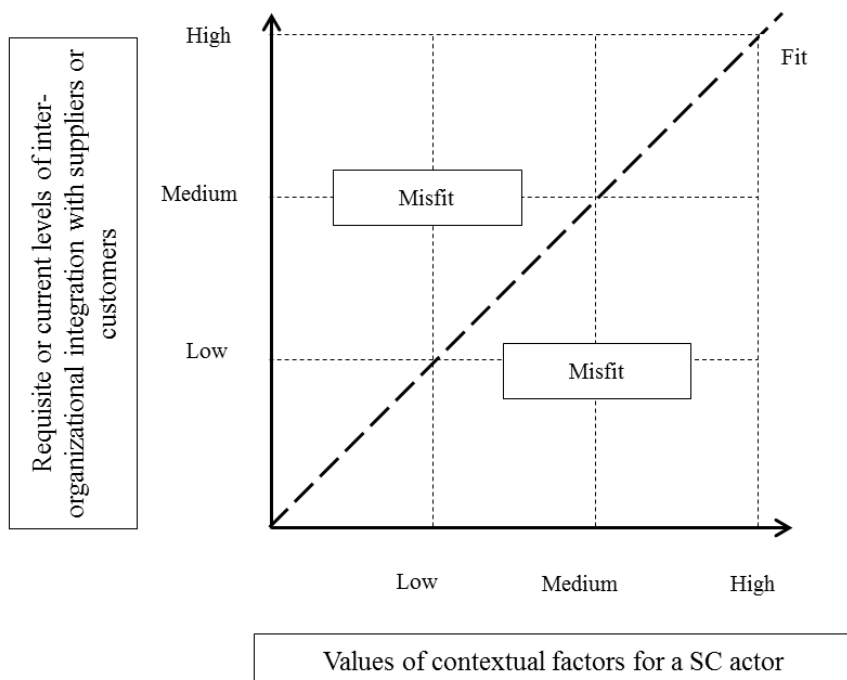 High
Fit
Medium
Misfit
Low
Misfit
Low
Medium
High
Requisite or current levels of inter-
organizational integration with suppliers or
customers
Values of contextual factors for a SC actor